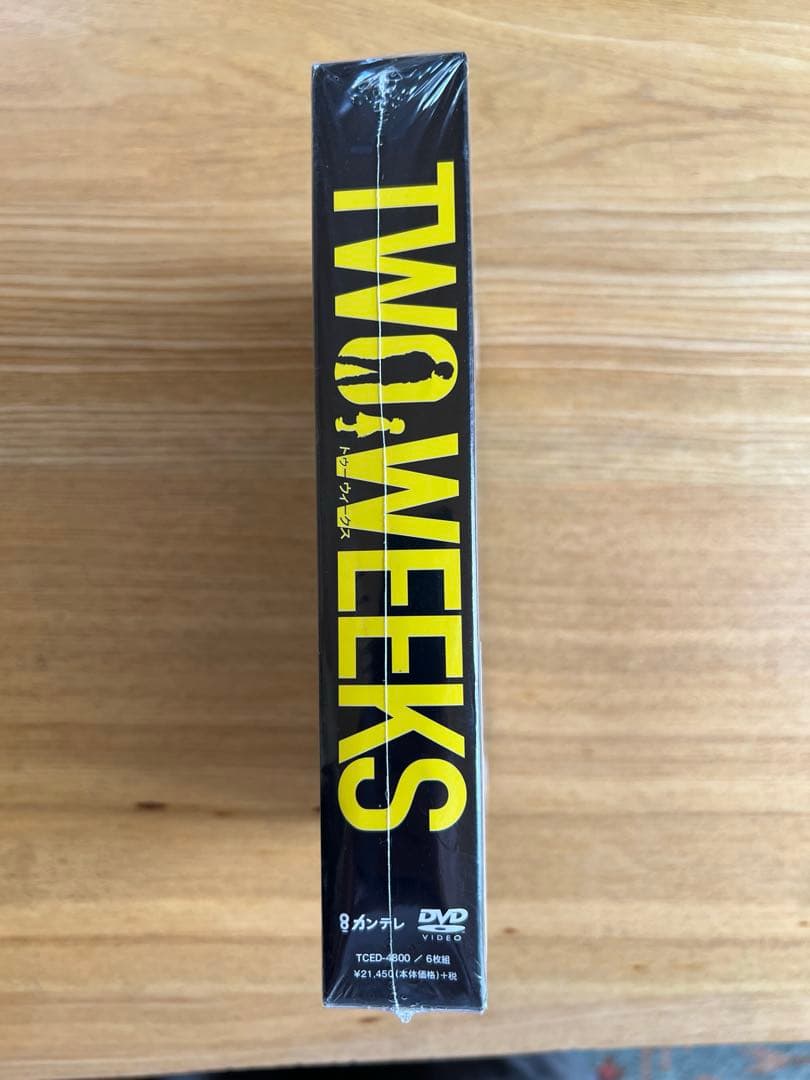 TWO WEEKS
トゥー ウィークス
8カンテレ
DVD
VIDEO
TCED-4800 / 6枚組
¥21,450(本体価格)+税